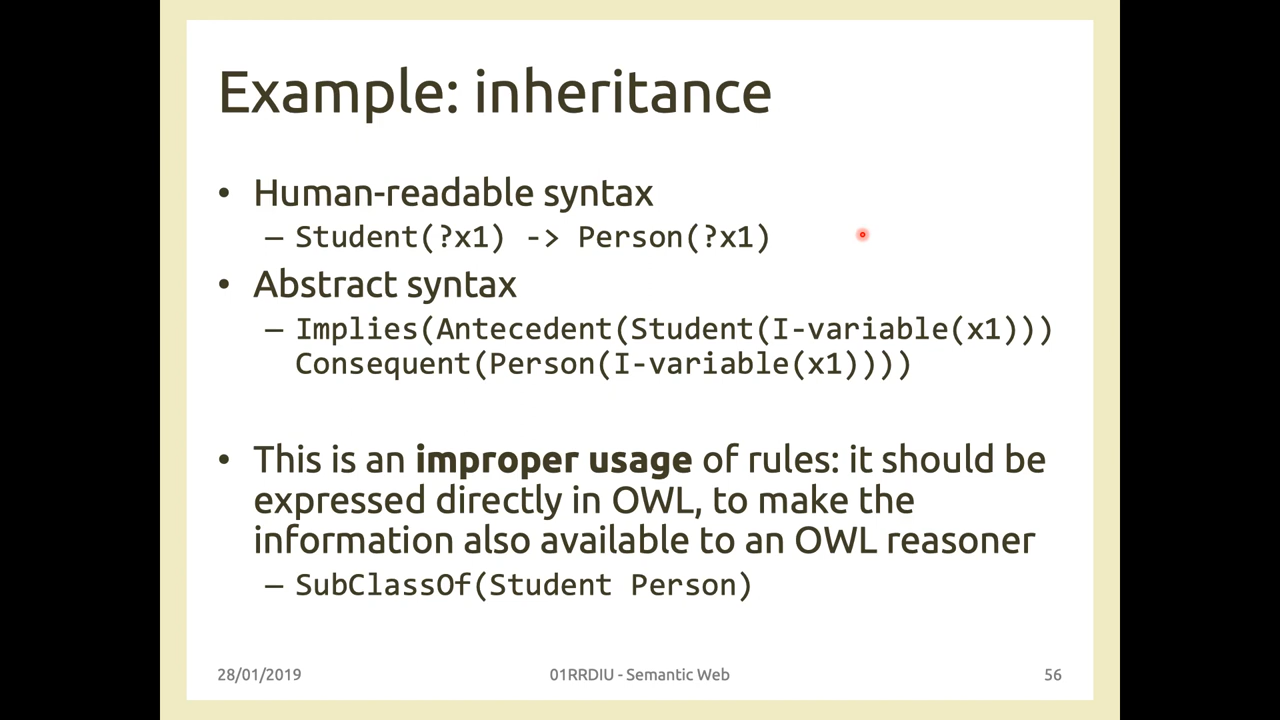 Example: inheritance
• Human-readable syntax
– Student(?x1) -> Person(?x1)
• Abstract syntax
– Implies(Antecedent(Student(I-variable(x1)))
Consequent(Person(I-variable(x1))))
• This is an improper usage of rules: it should be
expressed directly in OWL, to make the
information also available to an OWL reasoner
– SubClassOf(Student Person)
28/01/2019 01RRDIU - Semantic Web 56